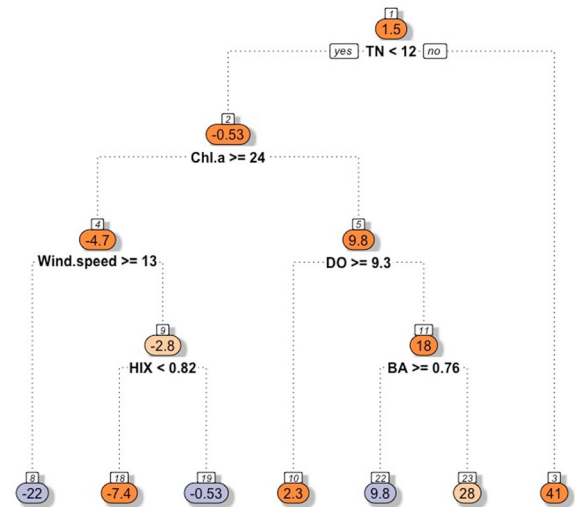 1
1.5
yes TN < 12 no
2
-0.53
Chl.a >= 24
4 5
-4.7 9.8
Wind.speed >= 13 DO >= 9.3
9 11
-2.8 18
HIX < 0.82 BA >= 0.76
8 18 19 10 22 23 3
-22 -7.4 -0.53 2.3 9.8 28 41